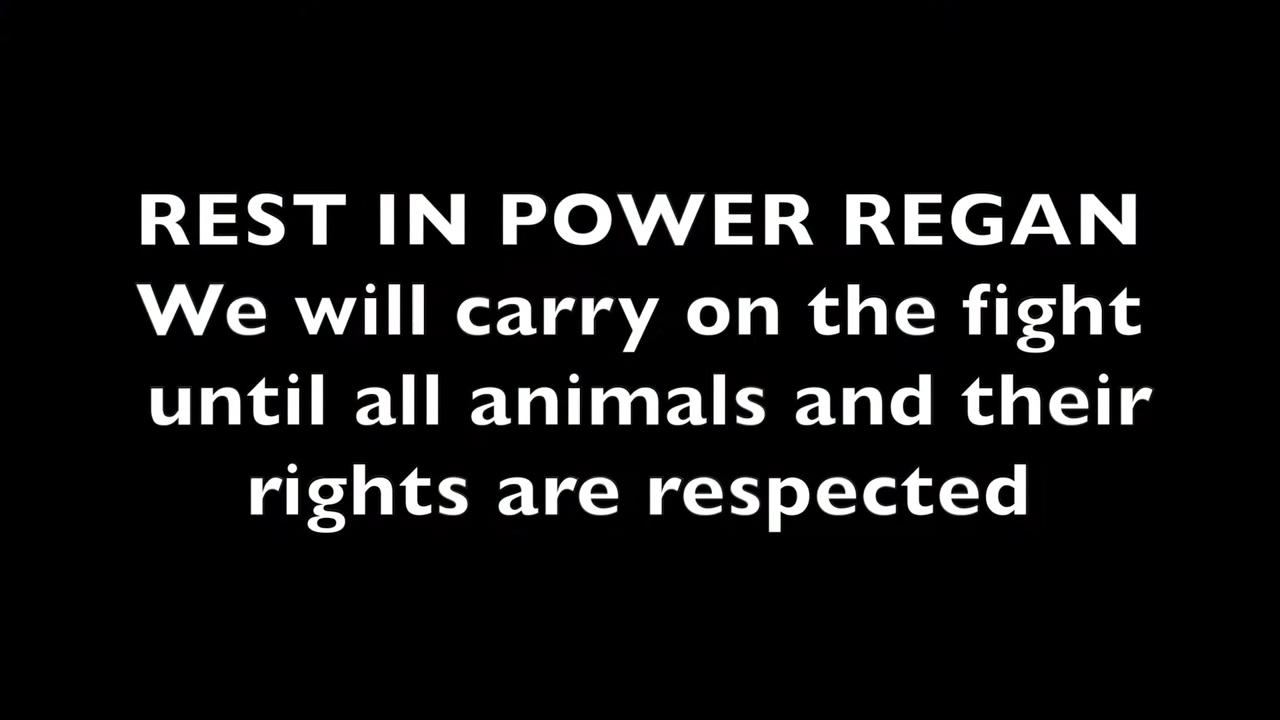 REST IN POWER REGAN
We will carry on the fight
until all animals and their
rights are respected